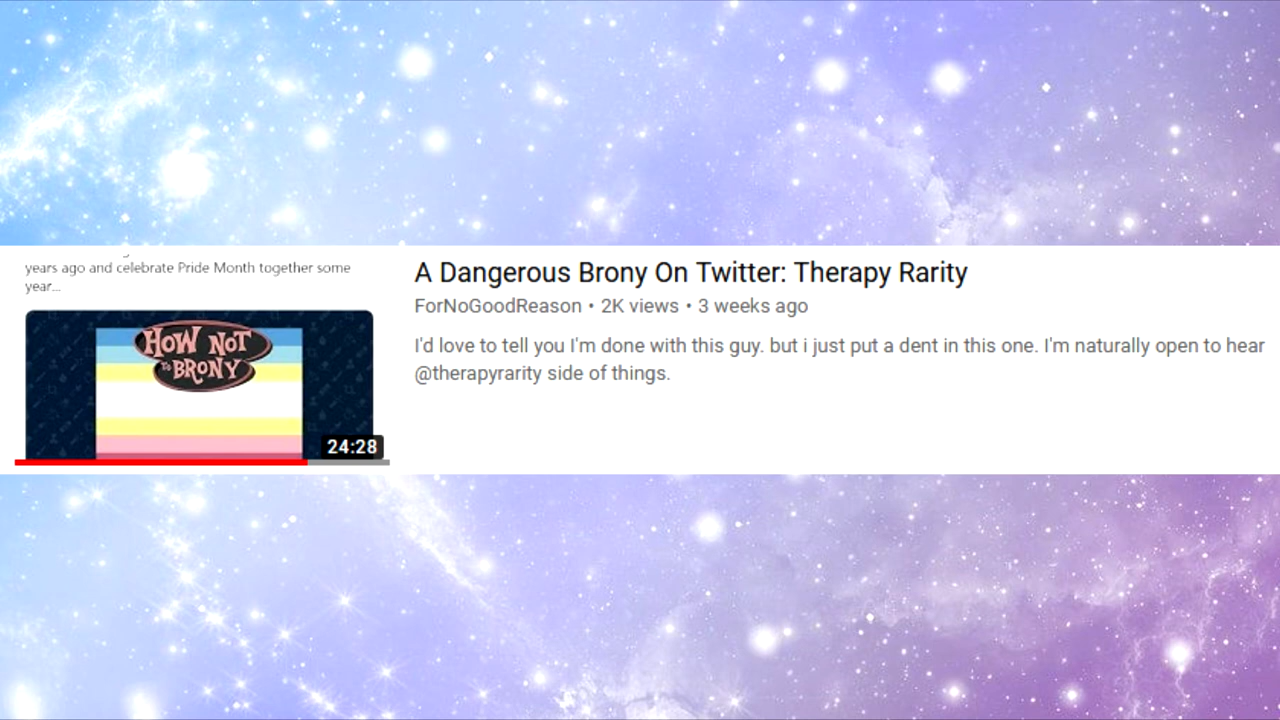 years ago and celebrate Pride Month together some
year...
HOW NOT
TO BRONY
24:28
A Dangerous Brony On Twitter: Therapy Rarity
ForNoGoodReason • 2K views • 3 weeks ago
I'd love to tell you I'm done with this guy. but i just put a dent in this one. I'm naturally open to hear
@therapyrarity side of things.